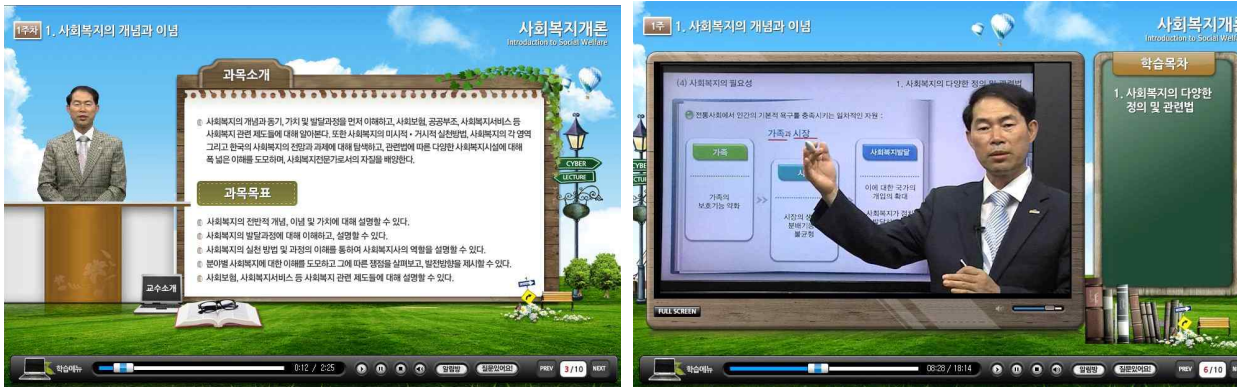 1주차 1. 사회복지의 개념과 이념
사회복지개론
Introduction to Social Welfare
과목소개
사회복지의 개념과 동기, 가치 및 발달과정을 먼저 이해하고, 사회보험, 공공부조, 사회복지서비스 등
사회복지 관련 제도들에 대해 알아본다. 또한 사회복지의 미시적·거시적 실천방법, 사회복지의 각 영역
그리고 한국의 사회복지의 전망과 과제에 대해 탐색하고, 관련법에 따른 다양한 사회복지시설에 대해
폭 넓은 이해를 도모하며, 사회복지전문가로서의 자질을 배양한다.
과목목표
사회복지의 전반적 개념, 이념 및 가치에 대해 설명할 수 있다.
사회복지의 발달과정에 대해 이해하고, 설명할 수 있다.
사회복지의 실천 방법 및 과정의 이해를 통하여 사회복지사의 역할을 설명할 수 있다.
분야별 사회복지에 대한 이해를 도모하고 그에 따른 쟁점을 살펴보고, 발전방향을 제시할 수 있다.
사회보험, 사회복지서비스 등 사회복지 관련 제도들에 대해 설명할 수 있다.
교수소개
CYBER
LECTURE
학습메뉴
0:12 / 2:25
알림방
질문있어요!
PREV 3/10 NEXT
1주 1. 사회복지의 개념과 이념
사회복지개
Introduction to Social Welf
(4) 사회복지의 필요성
1. 사회복지의 다양한 정의 및 관련법
전통사회에서 인간의 기본적 욕구를 충족시키는 일차적인 자원 :
가족과 시장
가족
가족의
보호기능 약화
시장의
분배기
불균형
사회복지발달
이에 대한 국가의
개입의 확대
사회복지가
학습목차
1. 사회복지의 다양한
정의 및 관련법
FULL SCREEN
학습메뉴
08:28 / 18:14
알림방
질문있어요!
PREV 6/10